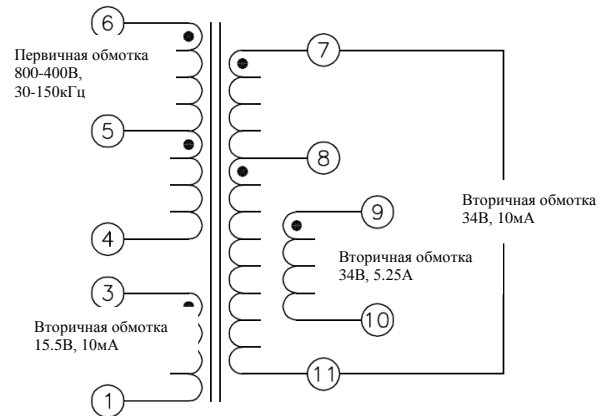 6
Первичная обмотка
800-400В,
30-150кГц
5
4
3
Вторичная обмотка
15.5В, 10мА
1
7
8
9
Вторичная обмотка
34В, 5.25А
10
11
Вторичная обмотка
34В, 10мА